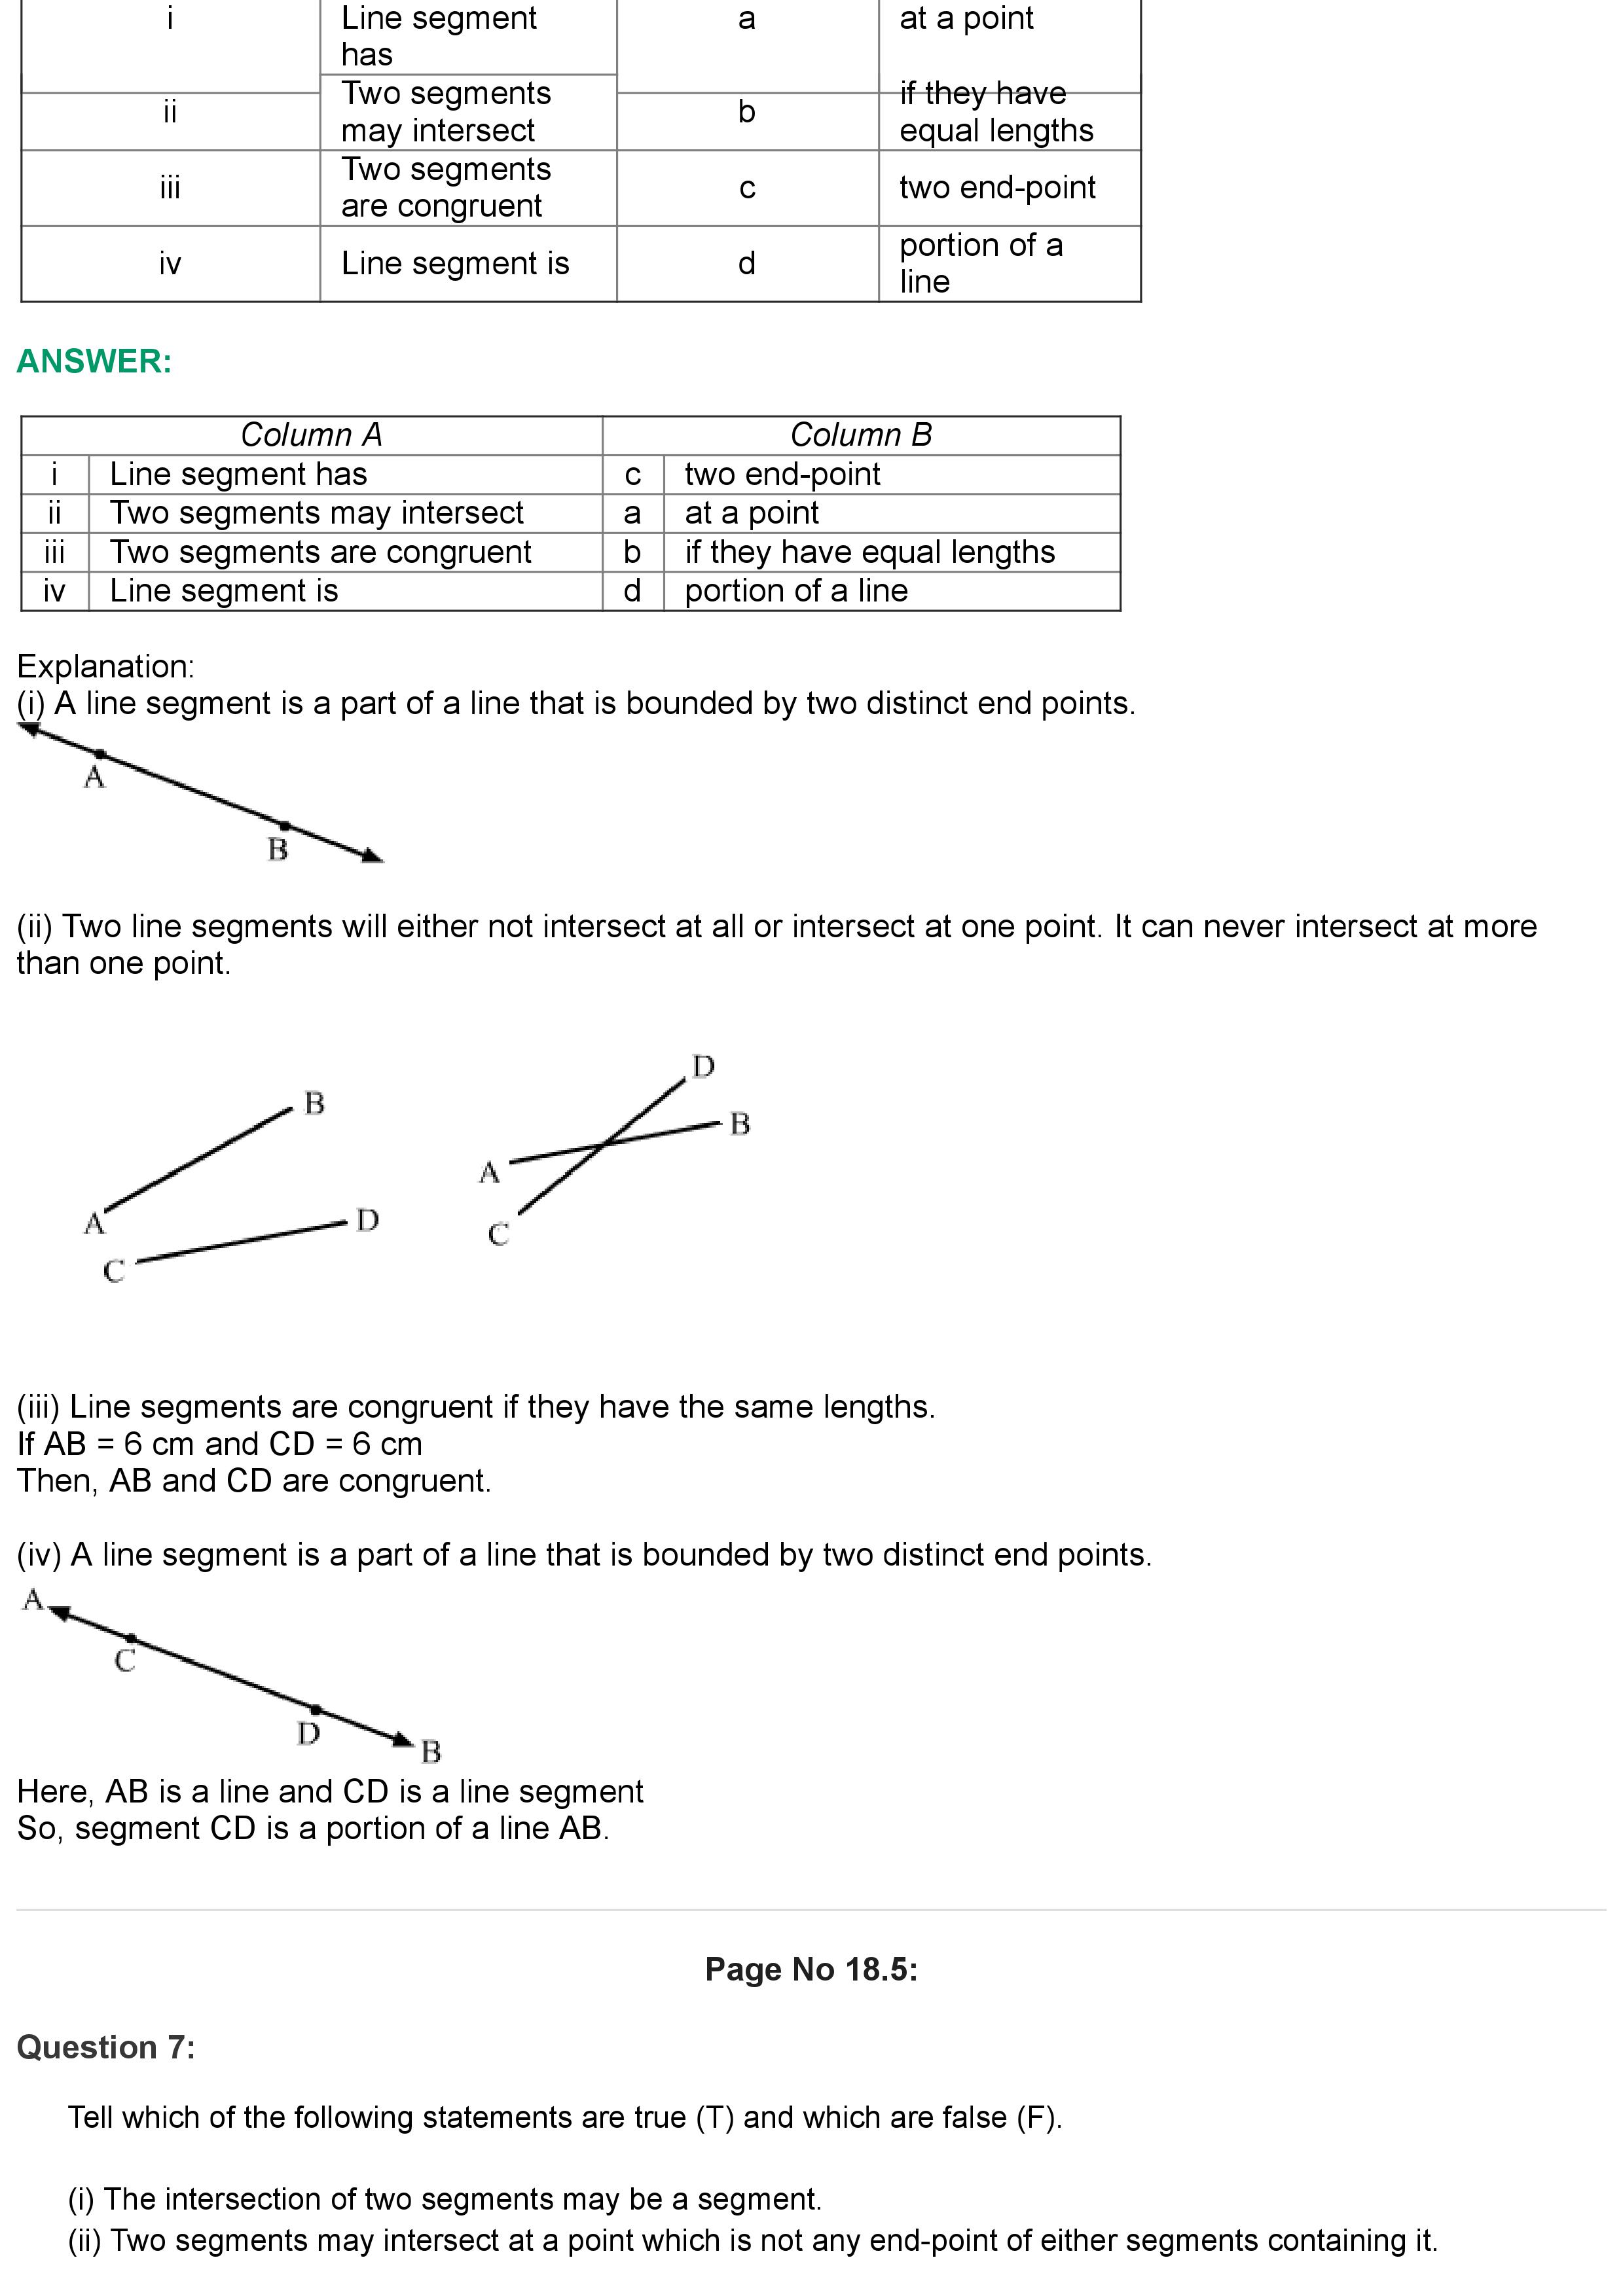 i Line segment has a at a point
ii Two segments may intersect b if they have equal lengths
iii Two segments are congruent c two end-point
iv Line segment is d portion of a line
ANSWER:
Column A Column B
i Line segment has c two end-point
ii Two segments may intersect a at a point
iii Two segments are congruent b if they have equal lengths
iv Line segment is d portion of a line
Explanation:
(i) A line segment is a part of a line that is bounded by two distinct end points.
A
B
(ii) Two line segments will either not intersect at all or intersect at one point. It can never intersect at more
than one point.
B
A
D
C
D
B
A
C
(iii) Line segments are congruent if they have the same lengths.
If AB = 6 cm and CD = 6 cm
Then, AB and CD are congruent.
(iv) A line segment is a part of a line that is bounded by two distinct end points.
A
C
D
B
Here, AB is a line and CD is a line segment
So, segment CD is a portion of a line AB.
Page No 18.5:
Question 7:
Tell which of the following statements are true (T) and which are false (F).
(i) The intersection of two segments may be a segment.
(ii) Two segments may intersect at a point which is not any end-point of either segments containing it.